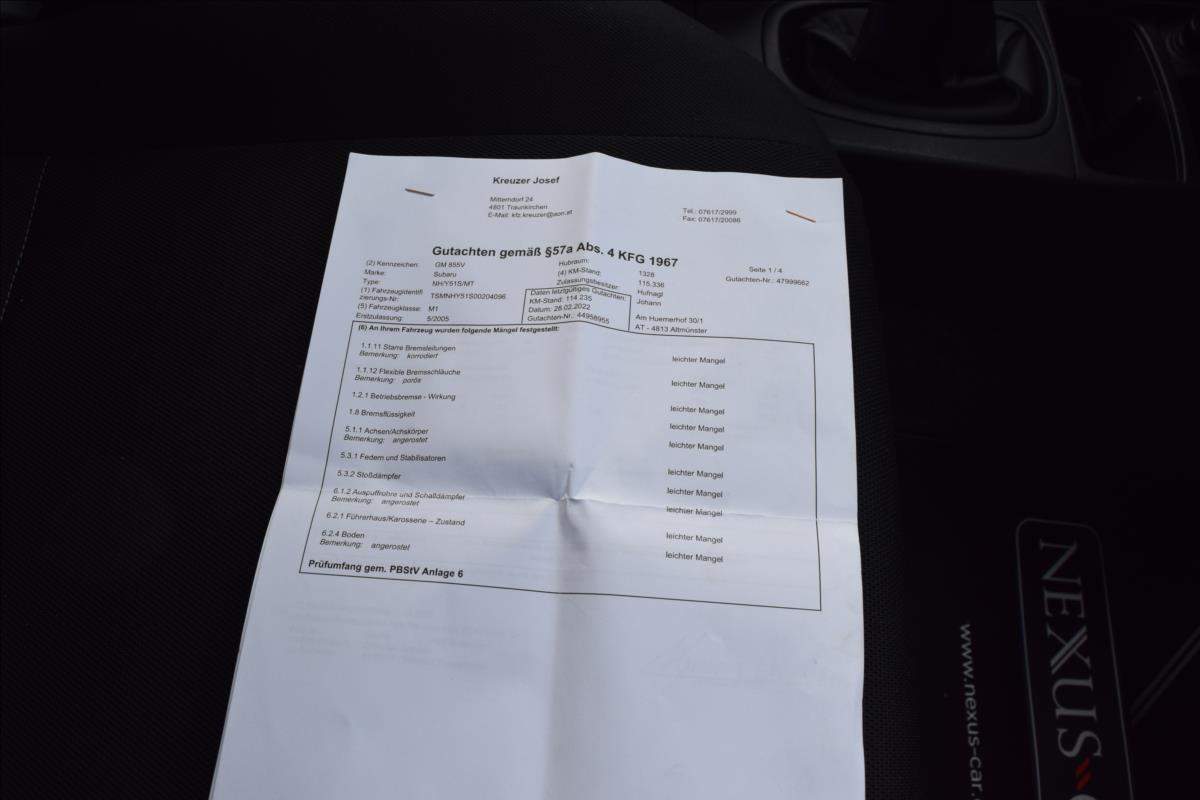 Kreuzer Josef
Mitterndorf 24
4801 Traunkirchen
E-Mail: kfz.kreuzer@aon.at
Tel.: 07617/2999
Fax: 07617/20086
Gutachten gemäß §57a Abs. 4 KFG 1967
Seite 1 / 4
Gutachten-Nr.: 47999662
(2) Kennzeichen: GM 855V
Marke: Subaru
Type: NH/Y51S/MT
(1) Fahrzeugidentifi
zierungs-Nr: TSMNHY51S00204096
(5) Fahrzeugklasse: M1
Erstzulassung: 5/2005
Hubraum: 1328
(4) KM-Stand: 115.336
Zulassungsbesitzer: Hufnagl
Johann
Am Huemerhof 30/1
AT - 4813 Altmünster
Daten letztgültiges Gutachten:
KM-Stand: 114 235
Datum: 28.02.2022
Gutachten-Nr. 44958955
(6) An Ihrem Fahrzeug wurden folgende Mängel festgestellt:
1.1.11 Starre Bremsleitungen leichter Mangel
Bemerkung: korrodiert
1.1.12 Flexible Bremsschläuche leichter Mangel
Bemerkung: porös
1.2.1 Betriebsbremse - Wirkung leichter Mangel
1.8 Bremsflüssigkeit leichter Mangel
5.1.1 Achsen/Achskörper leichter Mangel
Bemerkung: angerostet
5.3.1 Federn und Stabilisatoren leichter Mangel
5.3.2 Stoßdämpfer leichter Mangel
6.1.2 Auspuffrohre und Schalldämpfer leichter Mangel
Bemerkung: angerostet
6.2.1 Führerhaus/Karosserie – Zustand leichter Mangel
6.2.4 Boden leichter Mangel
Bemerkung: angerostet
Prüfumfang gem. PBStV Anlage 6
NEXUS
www.nexus-car.